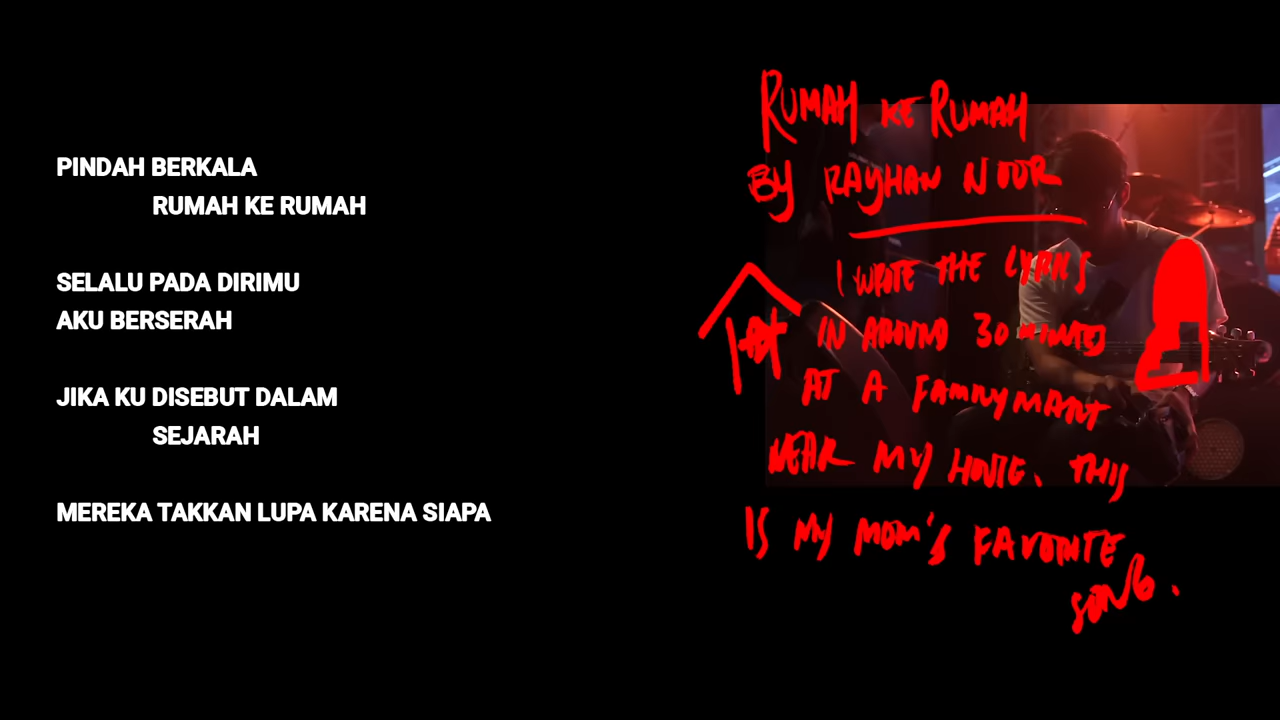 PINDAH BERKALA
RUMAH KE RUMAH
SELALU PADA DIRIMU
AKU BERSERAH
JIKA KU DISEBUT DALAM
SEJARAH
MEREKA TAKKAN LUPA KARENA SIAPA
RUMAH KE RUMAH
BY RAYHAN NOOR
I WROTE THE LYRICS
IN AROUND 30 MINUTES
AT A FAMILYMART
NEAR MY HOME. THIS
IS MY MOM'S FAVORITE
SONG.